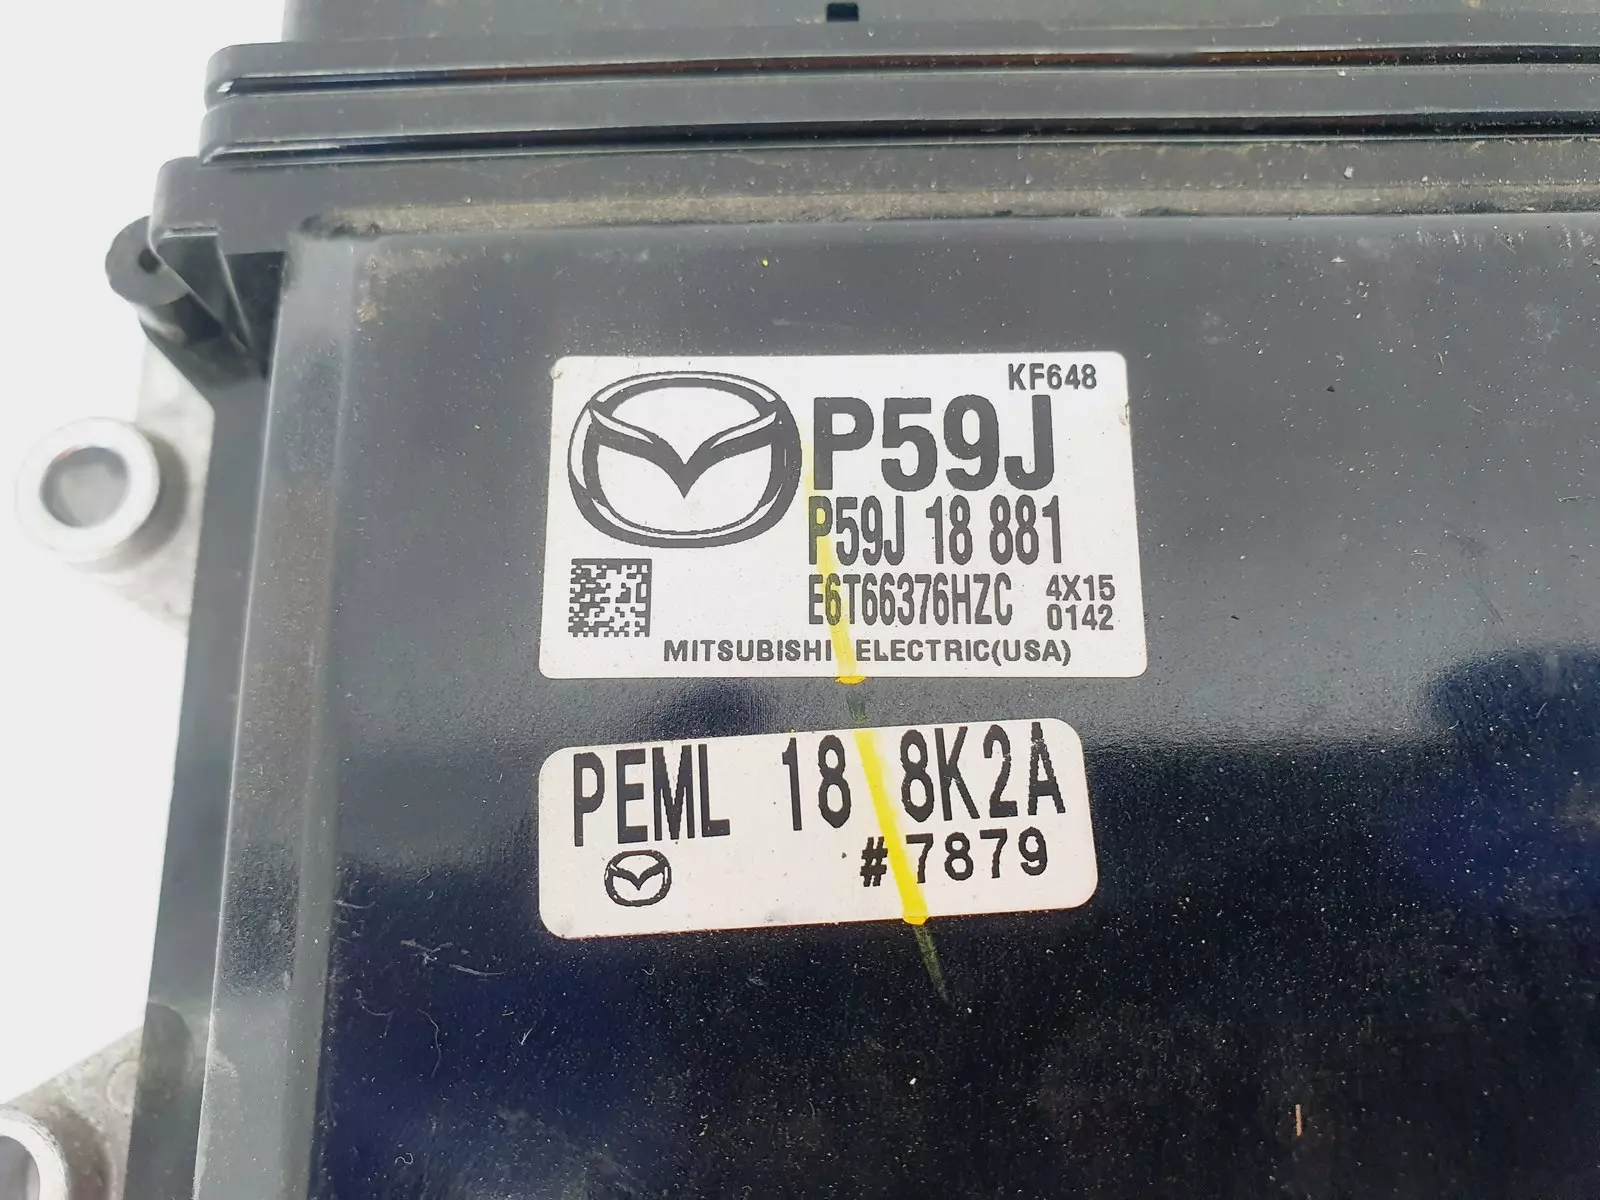 KF648
P59J
P59J 18 881
E6T66376HZC 4X15
0142
MITSUBISHI ELECTRIC(USA)
PEML 18 8K2A
#7879